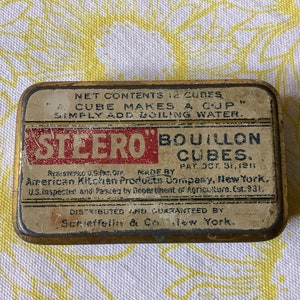 NET CONTENTS 12 CUBES
"A CUBE MAKES A CUP"
SIMPLY ADD BOILING WATER
"STEERO" BOUILLON
CUBES.
PAT. OCT. 31, 1911
REGISTERED U.S. PAT. OFF. MADE BY
American Kitchen Products Company, New York.
U.S. Inspected and Passed by Department of Agriculture, Est. 931.
DISTRIBUTED AND GUARANTEED BY
Schieffelin & Co. New York.